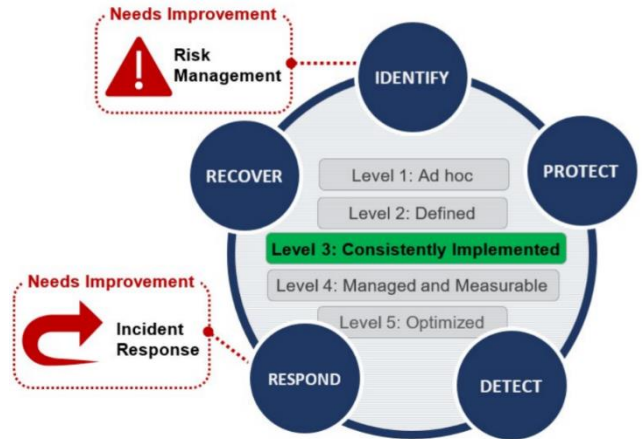 Needs Improvement
Risk
Management
IDENTIFY
RECOVER
PROTECT
Level 1: Ad hoc
Level 2: Defined
Level 3: Consistently Implemented
Level 4: Managed and Measurable
Level 5: Optimized
Needs Improvement
Incident
Response
RESPOND
DETECT